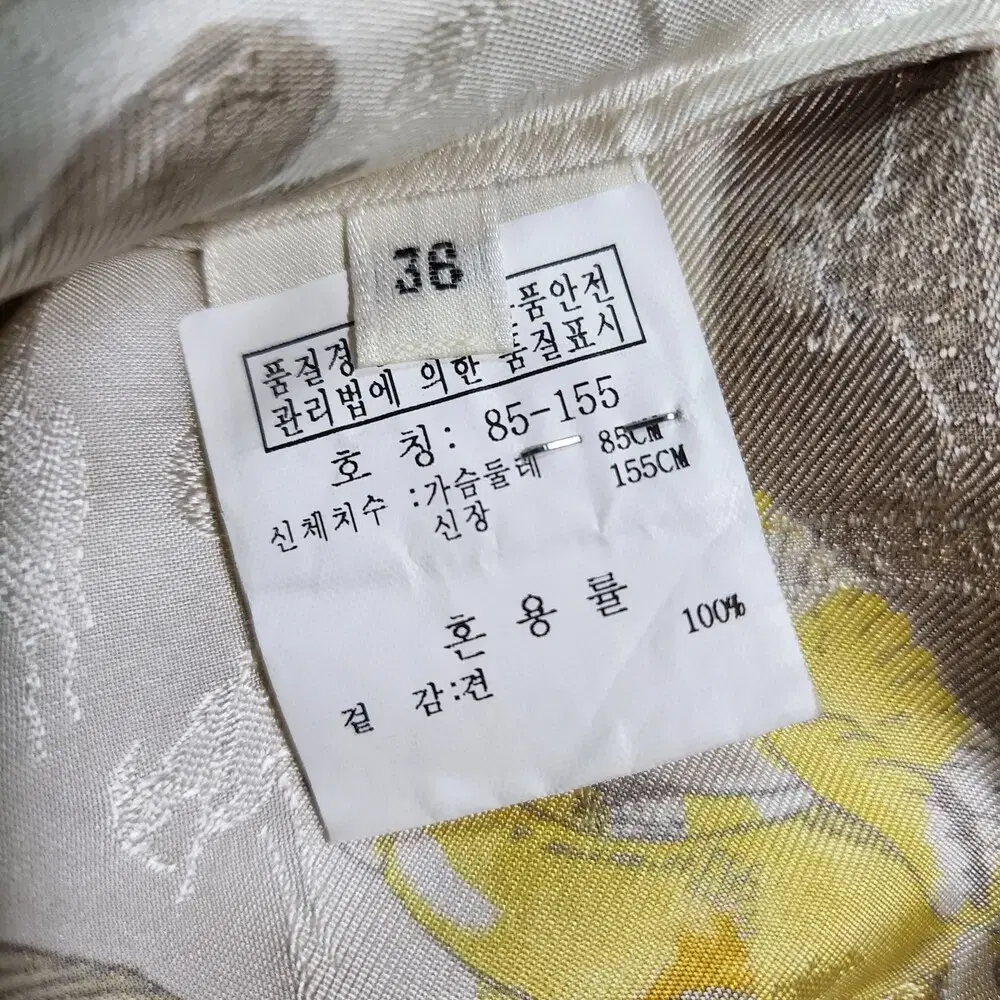 36
품질경 품안전
관리법에 의한 품질표시
호 칭: 85-155
신체치수 :가슴둘레 85CM
신장 155CM
혼 용 률
겉 감:견 100%